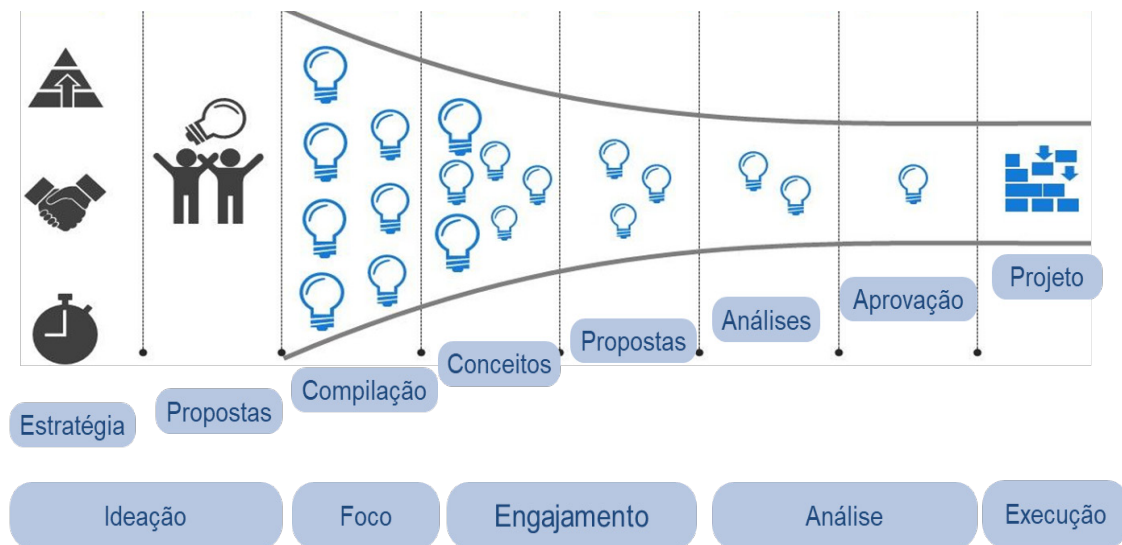 Estratégia
Propostas
Compilação
Conceitos
Propostas
Análises
Aprovação
Projeto
Ideação
Foco
Engajamento
Análise
Execução